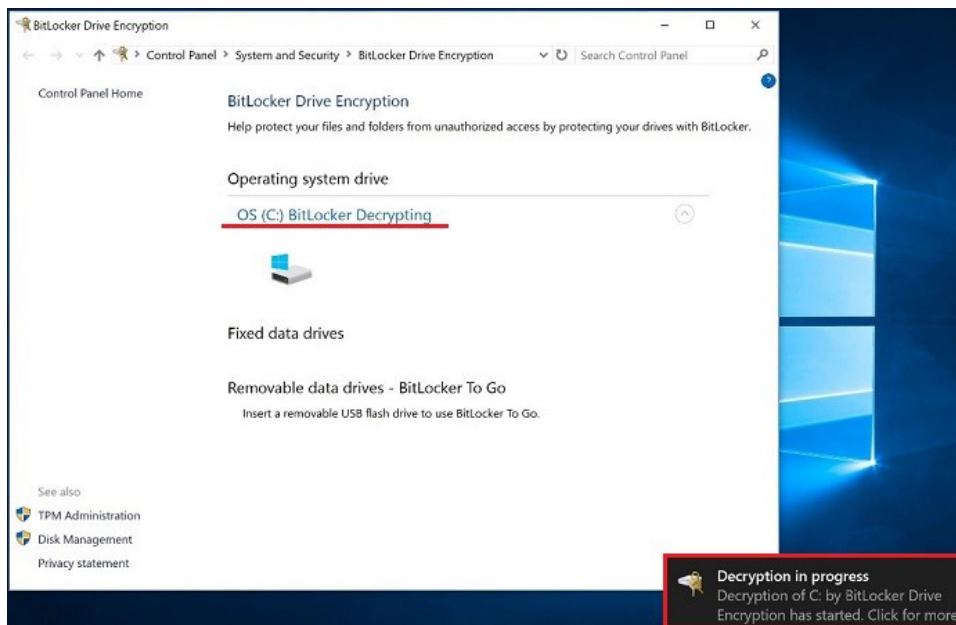 BitLocker Drive Encryption
Control Panel > System and Security > BitLocker Drive Encryption
Search Control Panel
?
Control Panel Home
BitLocker Drive Encryption
Help protect your files and folders from unauthorized access by protecting your drives with BitLocker.
Operating system drive
OS (C:) BitLocker Decrypting
Fixed data drives
Removable data drives - BitLocker To Go
Insert a removable USB flash drive to use BitLocker To Go.
See also
TPM Administration
Disk Management
Privacy statement
Decryption in progress
Decryption of C: by BitLocker Drive
Encryption has started. Click for more